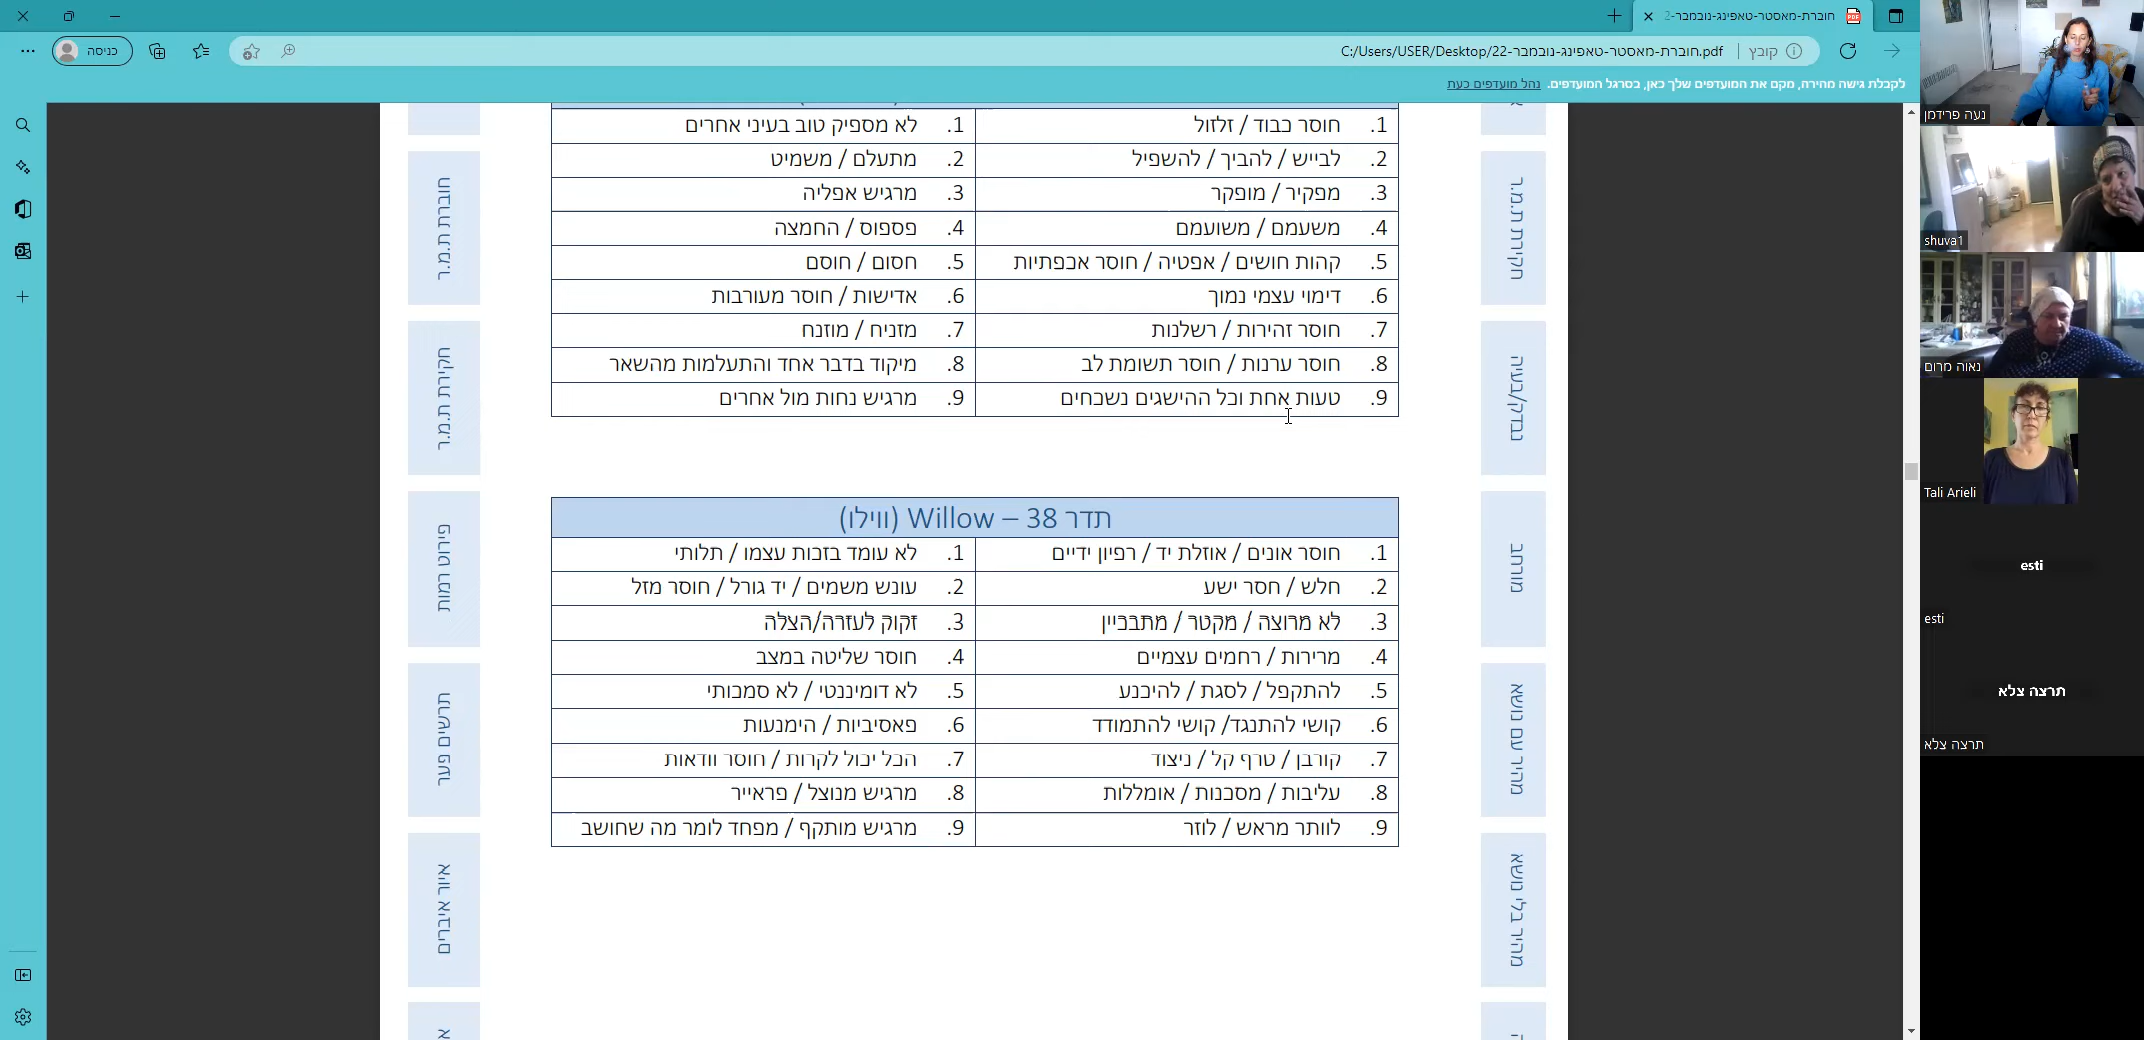 חוברת-מאסטר-טאפינג-נובמבר-2
כניסה
קובץ
C:/Users/USER/Desktop/חוברת-מאסטר-טאפינג-נובמבר-22.pdf
לקבלת גישה מהירה, מקם את המועדפים שלך כאן, בסרגל המועדפים. נהל מועדפים כעת
1. חוסר כבוד / זלזול 1. לא מספיק טוב בעיני אחרים
2. לבייש / להביך / להשפיל 2. מתעלם / משמיט
3. מפקיר / מופקר 3. מרגיש אפליה
4. משעמם / משועמם 4. פספוס / החמצה
5. קהות חושים / אפטיה / חוסר אכפתיות 5. חסום / חוסם
6. דימוי עצמי נמוך 6. אדישות / חוסר מעורבות
7. חוסר זהירות / רשלנות 7. מזניח / מוזנח
8. חוסר ערנות / חוסר תשומת לב 8. מיקוד בדבר אחד והתעלמות מהשאר
9. טעות אחת וכל ההישגים נשכחים 9. מרגיש נחות מול אחרים
תדר 38 – Willow (ווילו)
1. חוסר אונים / אוזלת יד / רפיון ידיים 1. לא עומד בזכות עצמו / תלותי
2. חלש / חסר ישע 2. עונש משמים / יד גורל / חוסר מזל
3. לא מרוצה / מקטר / מתבכיין 3. זקוק לעזרה/הצלה
4. מרירות / רחמים עצמיים 4. חוסר שליטה במצב
5. להתקפל / לסגת / להיכנע 5. לא דומיננטי / לא סמכותי
6. קושי להתנגד/ קושי להתמודד 6. פאסיביות / הימנעות
7. קורבן / טרף קל / ניצוד 7. הכל יכול לקרות / חוסר וודאות
8. עליבות / מסכנות / אומללות 8. מרגיש מנוצל / פראייר
9. לוותר מראש / לוזר 9. מרגיש מותקף / מפחד לומר מה שחושב
חקירת ת.מ.ר
נבדק/בעיה
מורחב
מהיר עם נושא
מהיר בלי נושא
חוברת ת.מ.ר
חקירת ת.מ.ר
פירוט רמות
תרשים פער
איור איברים
נעה פרידמן
shuva1
נאוה מרום
Tali Arieli
esti
esti
תרצה צלא
תרצה צלא